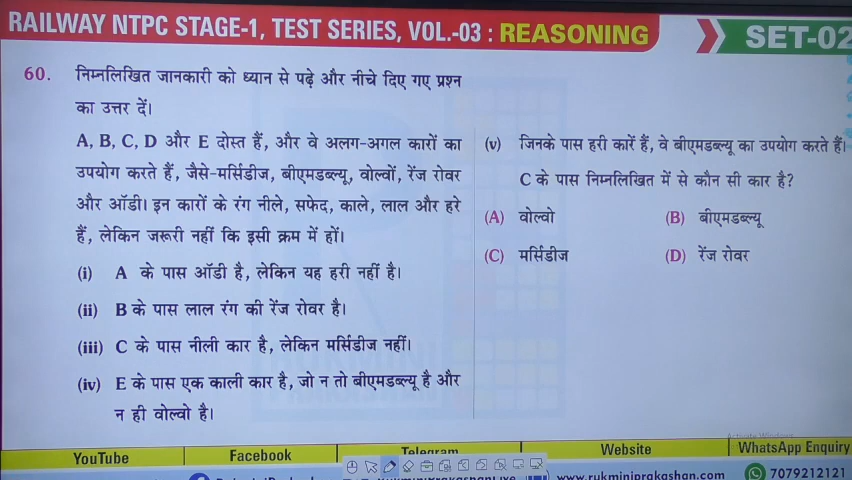 RAILWAY NTPC STAGE-1, TEST SERIES, VOL.-03 : REASONING
SET-02
60. निम्नलिखित जानकारी को ध्यान से पढ़े और नीचे दिए गए प्रश्न
का उत्तर दें।
A, B, C, D और E दोस्त हैं, और वे अलग-अगल कारों का
उपयोग करते हैं, जैसे-मर्सिडीज, बीएमडब्ल्यू, वोल्वों, रेंज रोवर
और ऑडी। इन कारों के रंग नीले, सफेद, काले, लाल और हरे
हैं, लेकिन जरूरी नहीं कि इसी क्रम में हों।
(i) A के पास ऑडी है, लेकिन यह हरी नहीं है।
(ii) B के पास लाल रंग की रेंज रोवर है।
(iii) C के पास नीली कार है, लेकिन मर्सिडीज नहीं।
(iv) E के पास एक काली कार है, जो न तो बीएमडब्ल्यू है और
न ही वोल्वो है।
(v) जिनके पास हरी कारें हैं, वे बीएमडब्ल्यू का उपयोग करते हैं।
C के पास निम्नलिखित में से कौन सी कार है?
(A) वोल्वो (B) बीएमडब्ल्यू
(C) मर्सिडीज (D) रेंज रोवर
Activate Windows
YouTube Facebook Telegram Website WhatsApp Enquiry
www.rukminiprakashan.com 7079212121